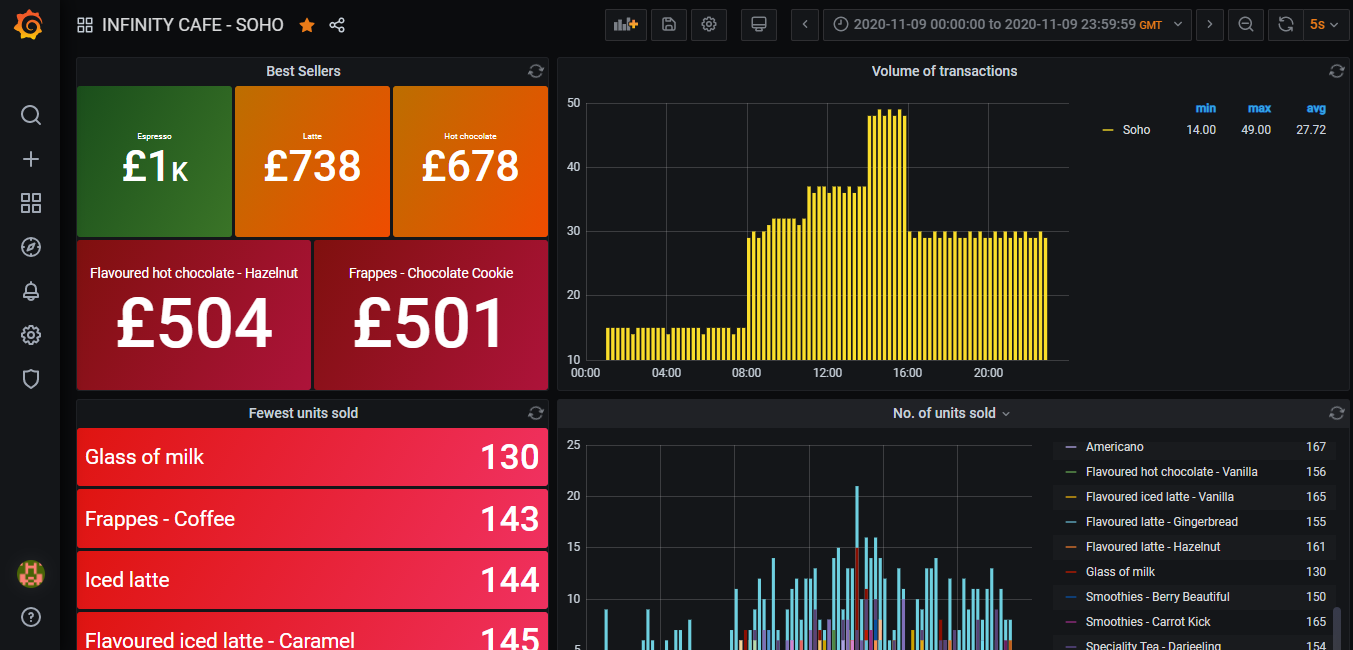 INFINITY CAFE - SOHO
2020-11-09 00:00:00 to 2020-11-09 23:59:59 GMT
5s
Best Sellers
Espresso
£1K
Latte
£738
Hot chocolate
£678
Flavoured hot chocolate - Hazelnut
£504
Frappes - Chocolate Cookie
£501
Volume of transactions
50
40
30
20
10
00:00 04:00 08:00 12:00 16:00 20:00
min max avg
Soho 14.00 49.00 27.72
Fewest units sold
Glass of milk 130
Frappes - Coffee 143
Iced latte 144
Flavoured iced latte - Caramel 145
No. of units sold
25
20
15
10
5
Americano 167
Flavoured hot chocolate - Vanilla 156
Flavoured iced latte - Vanilla 165
Flavoured latte - Gingerbread 155
Flavoured latte - Hazelnut 161
Glass of milk 130
Smoothies - Berry Beautiful 150
Smoothies - Carrot Kick 165
Speciality Tea - Darjeeling 154